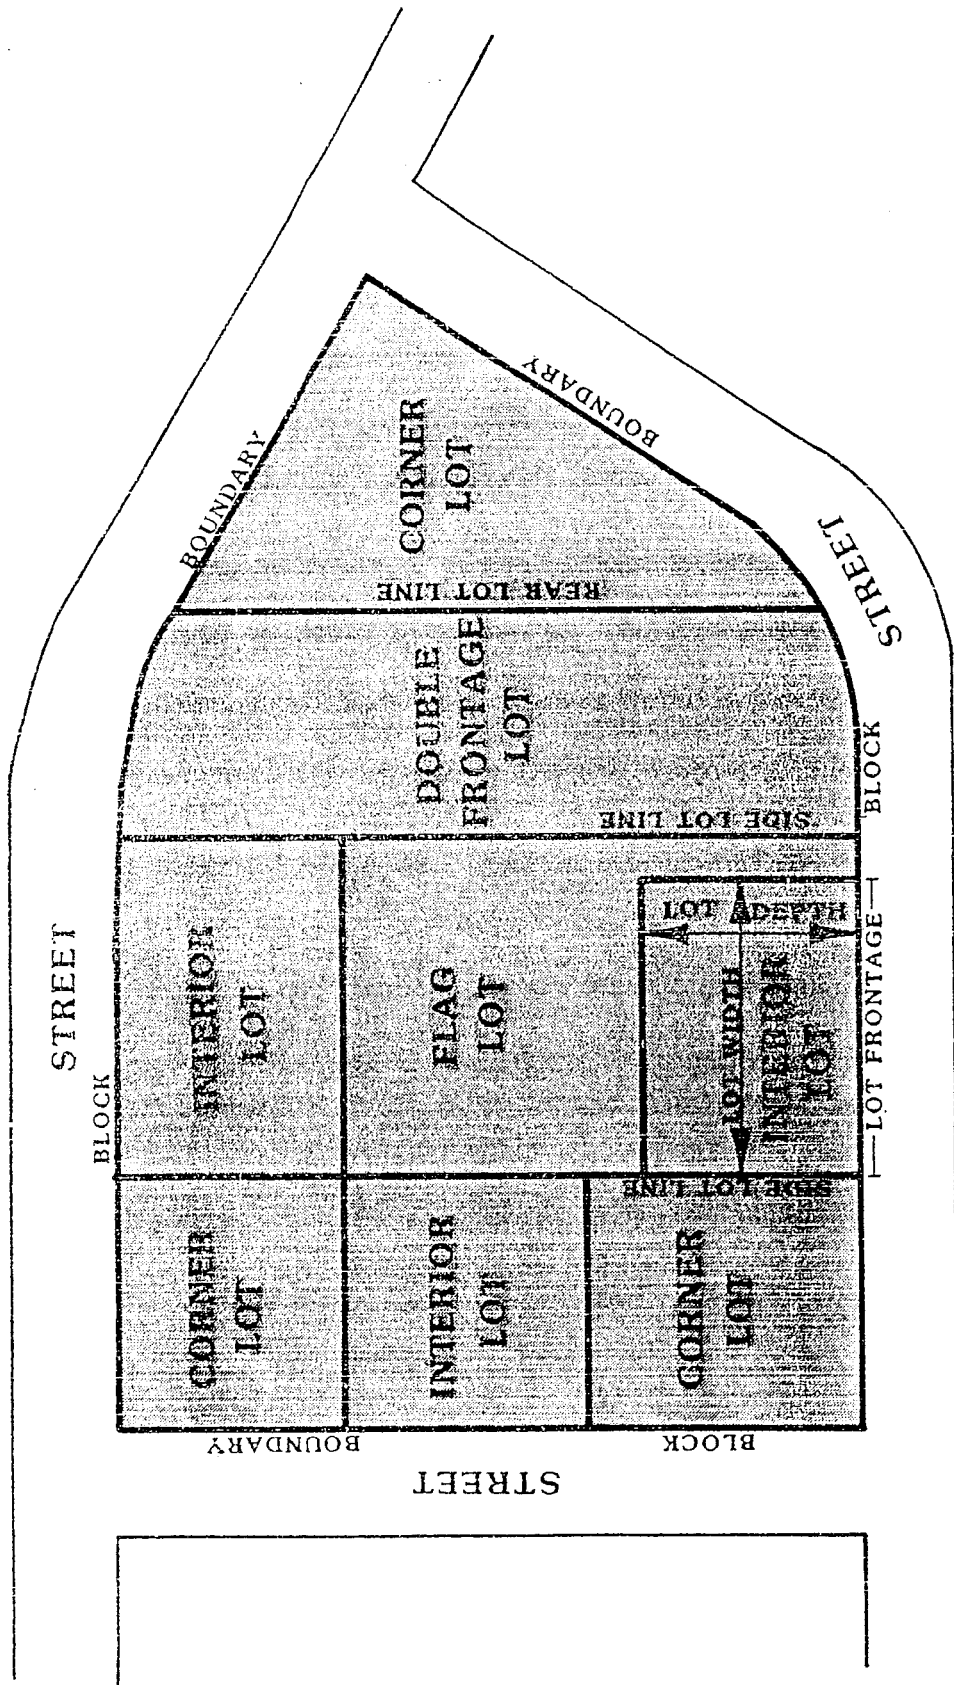 STREET
BLOCK
BOUNDARY
BOUNDARY
CORNER
LOT
REAR LOT LINE
DOUBLE
FRONTAGE
LOT
SIDE LOT LINE
STREET
BLOCK
INTERIOR
LOT
FLAG
LOT
LOT DEPTH
LOT WIDTH
INTERIOR
LOT
LOT FRONTAGE
SIDE LOT LINE
CORNER
LOT
INTERIOR
LOT
CORNER
LOT
BOUNDARY
BLOCK
STREET